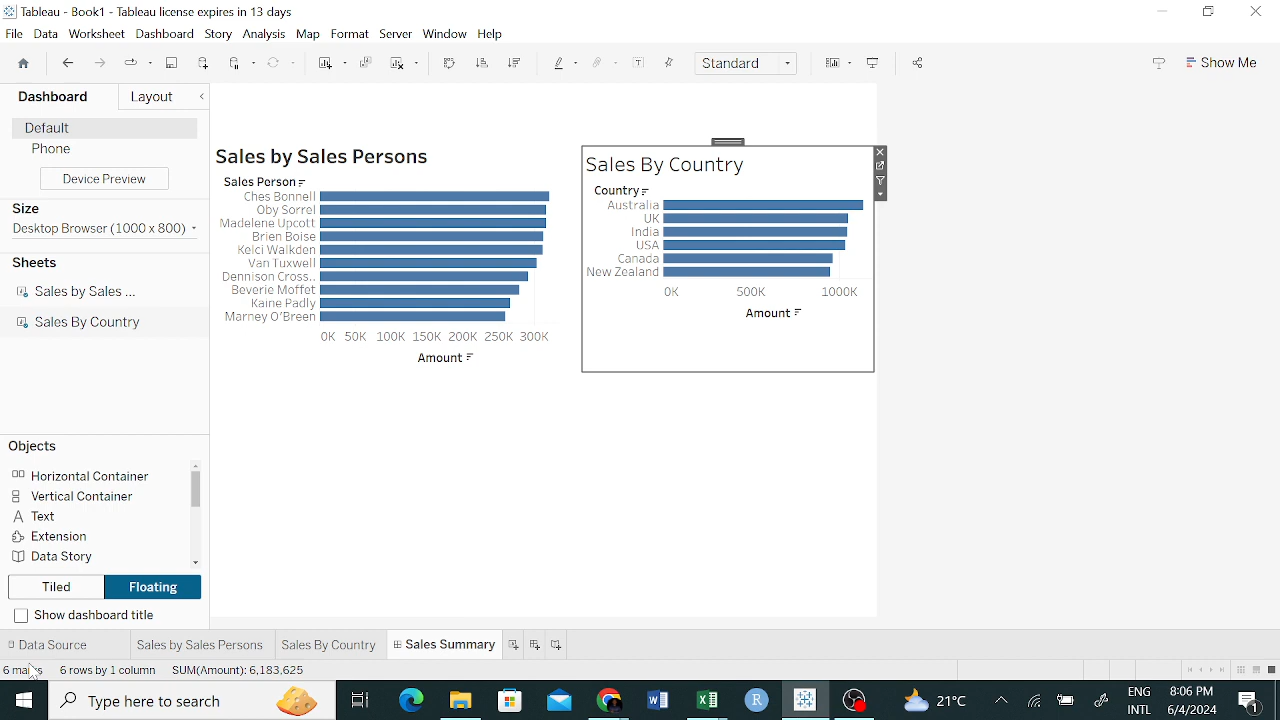 Tableau - Book1 - Tableau license expires in 13 days
File Data Worksheet Dashboard Story Analysis Map Format Server Window Help
Standard
Show Me
Dashboard Layout
Default
Phone
Device Preview
Size
Desktop Browser (1000 x 800)
Sheets
Sales by Sales ...
Sales By Country
Objects
Horizontal Container
Vertical Container
Text
Extension
Data Story
Tiled Floating
Show dashboard title
Sales by Sales Persons
Sales Person
Ches Bonnell
Oby Sorrel
Madelene Upcott
Brien Boise
Kelci Walkden
Van Tuxwell
Dennison Cross..
Beverie Moffet
Kaine Padly
Marney O'Breen
0K 50K 100K 150K 200K 250K 300K
Amount
Sales By Country
Country
Australia
UK
India
USA
Canada
New Zealand
0K 500K 1000K
Amount
Data Source Sales by Sales Persons Sales By Country Sales Summary
6 marks 6 rows by 1 column SUM(Amount): 6,183,625
Type here to search
21°C
ENG
INTL
8:06 PM
6/4/2024
1